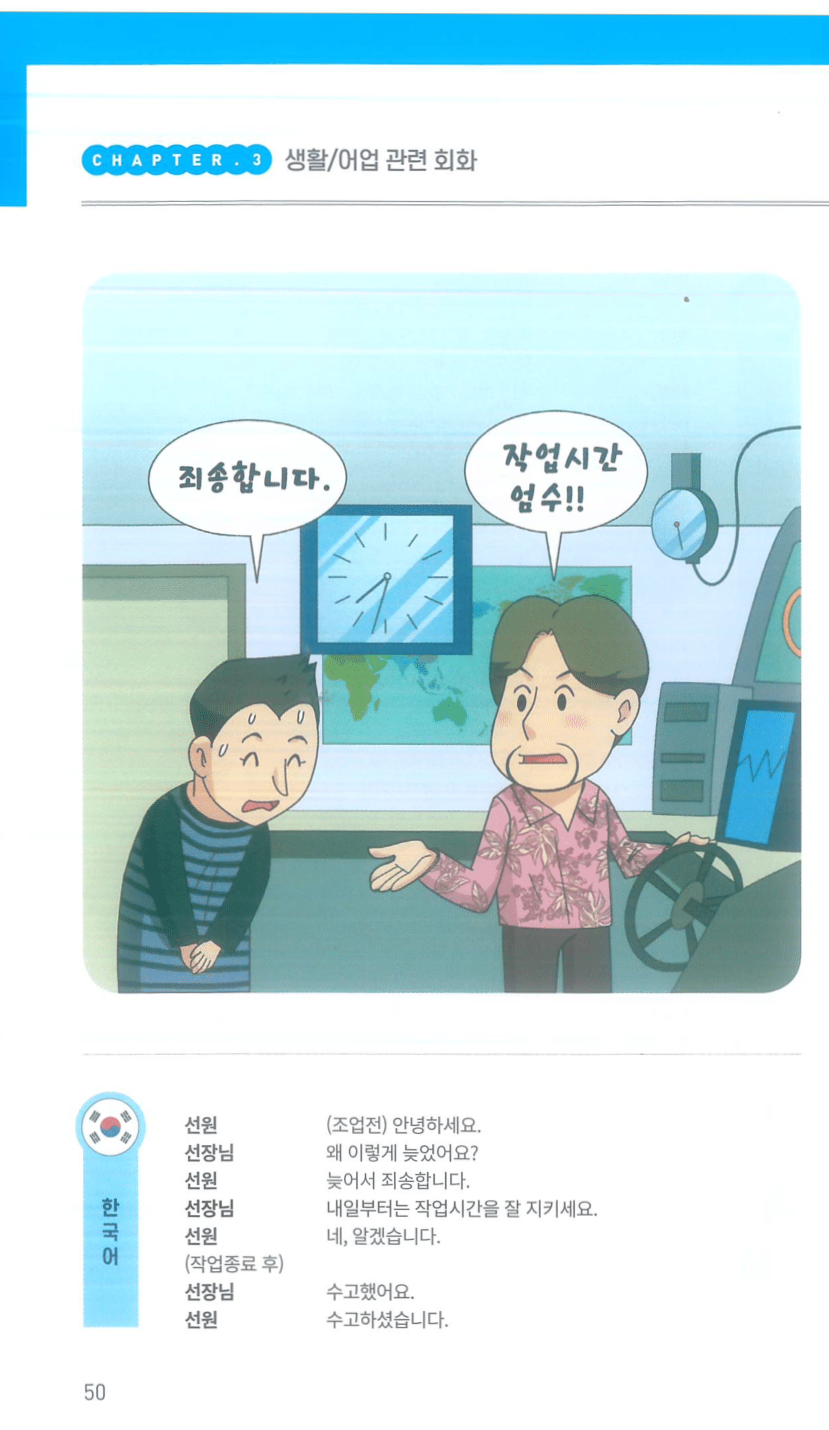 CHAPTER.3 생활/어업 관련 회화
죄송합니다.
작업시간
엄수!!
한국어
선원 (조업전) 안녕하세요.
선장님 왜 이렇게 늦었어요?
선원 늦어서 죄송합니다.
선장님 내일부터는 작업시간을 잘 지키세요.
선원 네, 알겠습니다.
(작업종료 후)
선장님 수고했어요.
선원 수고하셨습니다.
50